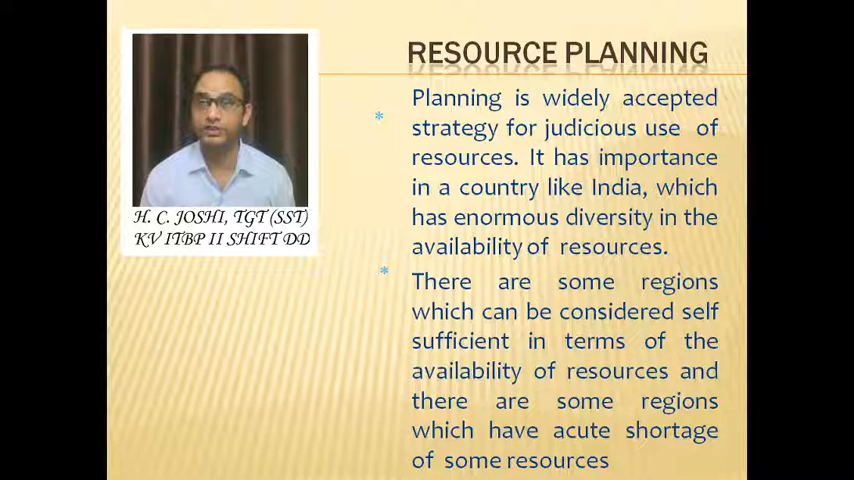 RESOURCE PLANNING
* Planning is widely accepted
strategy for judicious use of
resources. It has importance
in a country like India, which
has enormous diversity in the
availability of resources.
* There are some regions
which can be considered self
sufficient in terms of the
availability of resources and
there are some regions
which have acute shortage
of some resources
H. C. JOSHI, TGT (SST)
KV ITBP II SHIFT DD